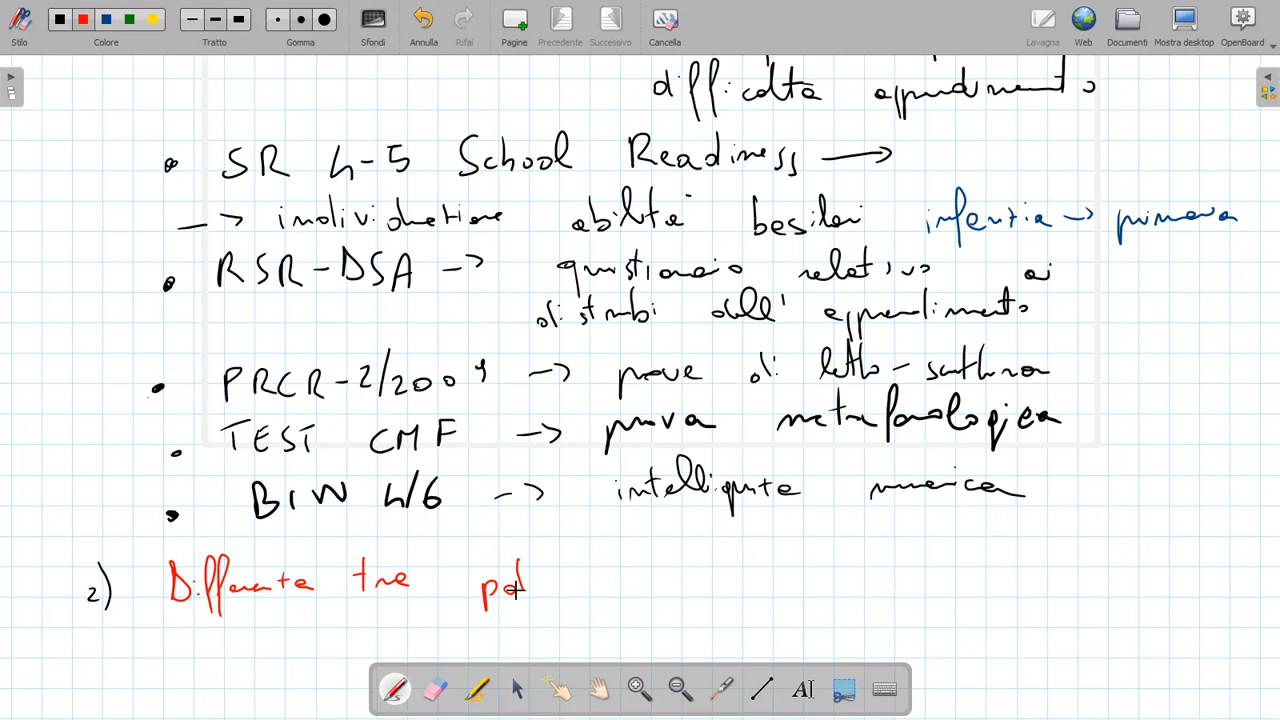 Stilo Colore Tratto Gomma Sfondi Annulla Rifai Pagine Precedente Successivo Cancella Lavagna Web Documenti Mostra desktop OpenBoard
difficoltà apprendimento
• SR 4-5 School Readiness →
→ individuazione abilità basilari infanzia → primaria
• RSR-DSA → questionario relativo ai
disturbi dell' apprendimento
• PRCR-2/2009 → prove di letto-scrittura
• TEST CMF → prova metafonologica
• BIN 4/6 → intelligenza numerica
2) Differenza tra pd